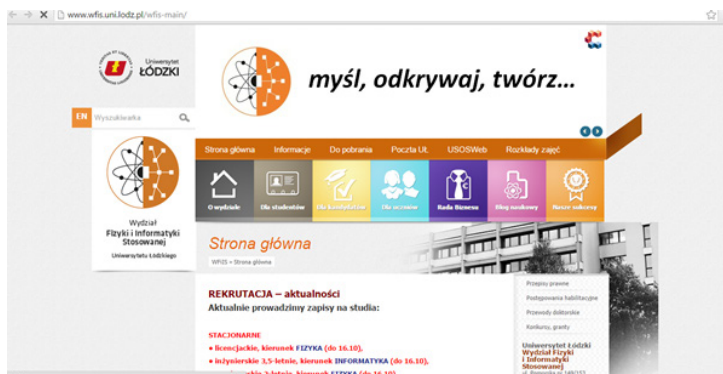 www.wfis.uni.lodz.pl/wfis-main/
Uniwersytet
ŁÓDZKI
myśl, odkrywaj, twórz...
EN Wyszukiwarka
Strona główna Informacje Do pobrania Poczta UŁ USOSWeb Rozkłady zajęć
O wydziale Dla studentów Dla kandydatów Dla uczniów Rada Biznesu Blog naukowy Nasze sukcesy
Wydział
Fizyki i Informatyki
Stosowanej
Uniwersytetu Łódzkiego
Strona główna
WFiIS » Strona główna
REKRUTACJA – aktualności
Aktualnie prowadzimy zapisy na studia:
STACJONARNE
• licencjackie, kierunek FIZYKA (do 16.10),
• inżynierskie 3,5-letnie, kierunek INFORMATYKA (do 16.10),
Przepisy prawne
Postępowania habilitacyjne
Przewody doktorskie
Konkursy, granty
Uniwersytet Łódzki
Wydział Fizyki
i Informatyki
Stosowanej